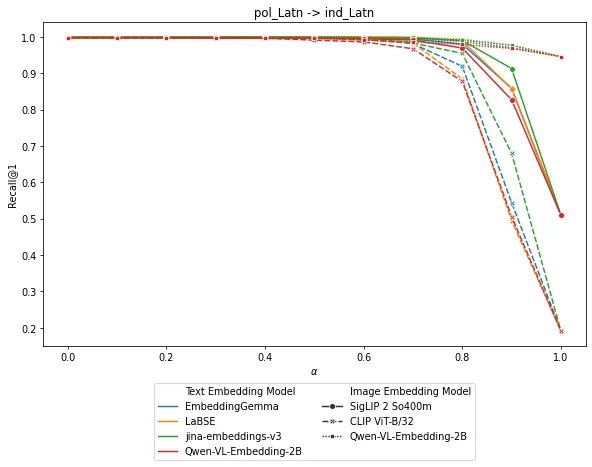 pol_Latn -> ind_Latn
Recall@1
1.0
0.9
0.8
0.7
0.6
0.5
0.4
0.3
0.2
0.0 0.2 0.4 0.6 0.8 1.0
α
Text Embedding Model Image Embedding Model
EmbeddingGemma SigLIP 2 So400m
LaBSE CLIP ViT-B/32
jina-embeddings-v3 Qwen-VL-Embedding-2B
Qwen-VL-Embedding-2B